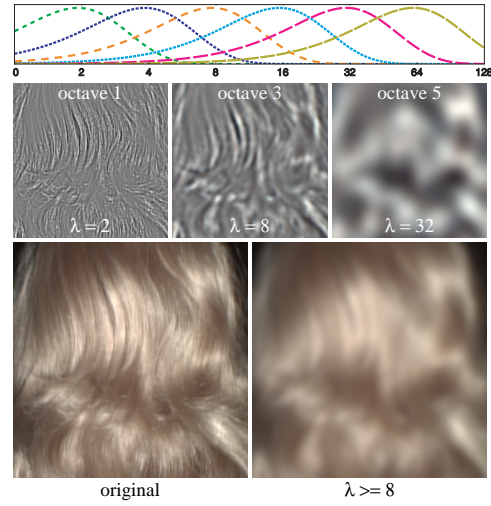 0 2 4 8 16 32 64 128
octave 1 octave 3 octave 5
λ = 2 λ = 8 λ = 32
original λ >= 8